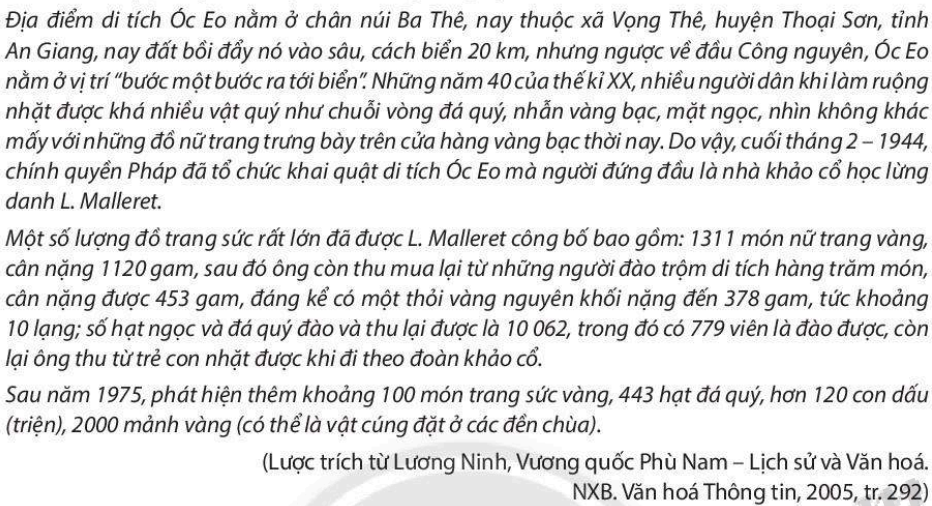 Địa điểm di tích Óc Eo nằm ở chân núi Ba Thê, nay thuộc xã Vọng Thê, huyện Thoại Sơn, tỉnh
An Giang, nay đất bồi đẩy nó vào sâu, cách biển 20 km, nhưng ngược về đầu Công nguyên, Óc Eo
nằm ở vị trí “bước một bước ra tới biển”. Những năm 40 của thế kỉ XX, nhiều người dân khi làm ruộng
nhặt được khá nhiều vật quý như chuỗi vòng đá quý, nhẫn vàng bạc, mặt ngọc, nhìn không khác
mấy với những đồ nữ trang trưng bày trên cửa hàng vàng bạc thời nay. Do vậy, cuối tháng 2 – 1944,
chính quyền Pháp đã tổ chức khai quật di tích Óc Eo mà người đứng đầu là nhà khảo cổ học lừng
danh L. Malleret.
Một số lượng đồ trang sức rất lớn đã được L. Malleret công bố bao gồm: 1311 món nữ trang vàng,
cân nặng 1120 gam, sau đó ông còn thu mua lại từ những người đào trộm di tích hàng trăm món,
cân nặng được 453 gam, đáng kể có một thỏi vàng nguyên khối nặng đến 378 gam, tức khoảng
10 lạng; số hạt ngọc và đá quý đào và thu lại được là 10 062, trong đó có 779 viên là đào được, còn
lại ông thu từ trẻ con nhặt được khi đi theo đoàn khảo cổ.
Sau năm 1975, phát hiện thêm khoảng 100 món trang sức vàng, 443 hạt đá quý, hơn 120 con dấu
(triện), 2000 mảnh vàng (có thể là vật cúng đặt ở các đền chùa).
(Lược trích từ Lương Ninh, Vương quốc Phù Nam – Lịch sử và Văn hoá.
NXB. Văn hoá Thông tin, 2005, tr. 292)